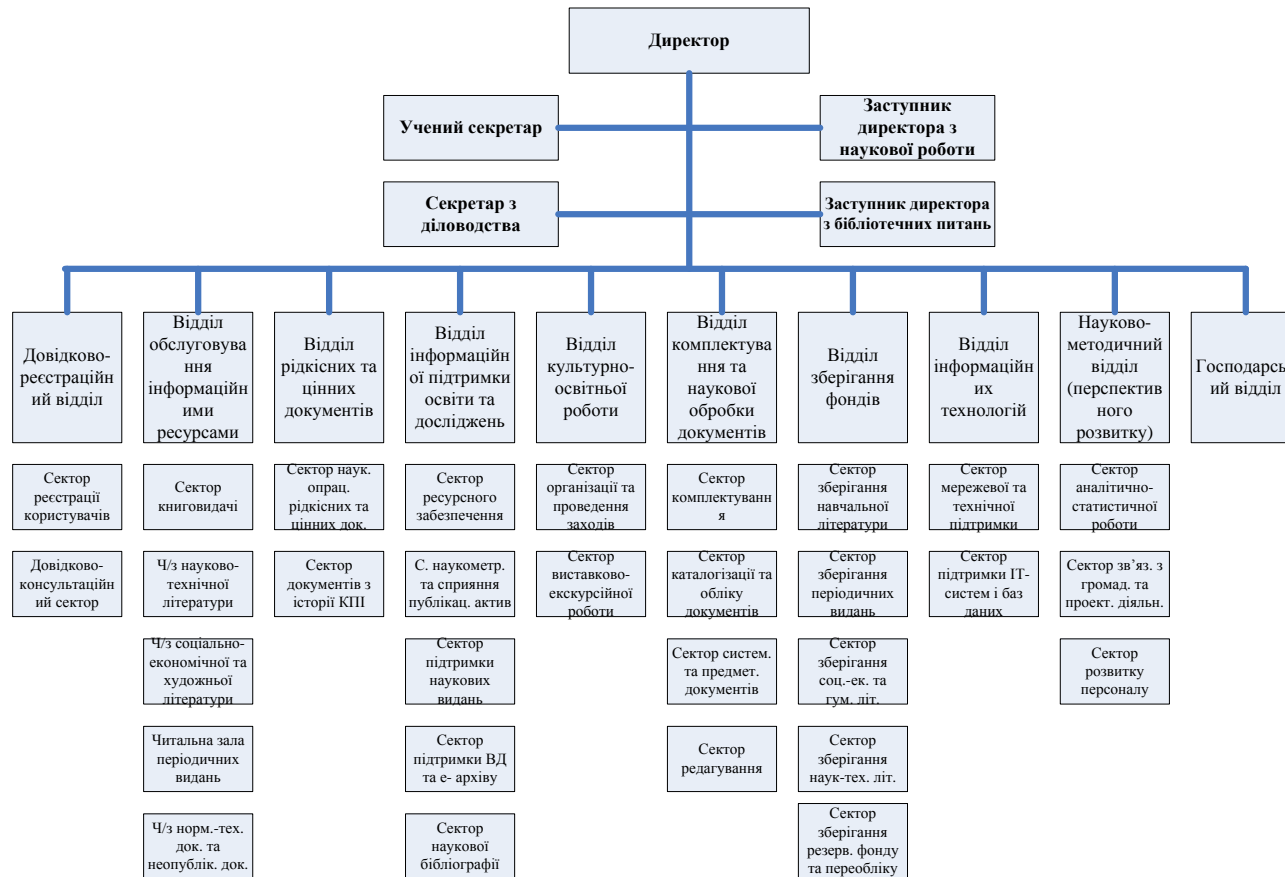 Директор
Учений секретар
Заступник
директора з
наукової роботи
Секретар з
діловодства
Заступник директора
з бібліотечних питань
Довідково-
реєстраційн
ий відділ
Відділ
обслуговува
ння
інформаційн
ими
ресурсами
Відділ
рідкісних та
цінних
документів
Відділ
інформаційн
ої підтримки
освіти та
досліджень
Відділ
культурно-
освітньої
роботи
Відділ
комплектува
ння та
наукової
обробки
документів
Відділ
зберігання
фондів
Відділ
інформаційн
их
технологій
Науково-
методичний
відділ
(перспектив
ного
розвитку)
Господарсь
кий відділ
Сектор
реєстрації
користувачів
Сектор
книговидачі
Сектор наук.
опрац.
рідкісних та
цінних док.
Сектор
ресурсного
забезпечення
Сектор
організації та
проведення
заходів
Сектор
комплектуванн
я
Сектор
зберігання
навчальної
літератури
Сектор
мережевої та
технічної
підтримки
Сектор
аналітично-
статистичної
роботи
Довідково-
консультаційн
ий сектор
Ч/з науково-
технічної
літератури
Сектор
документів з
історії КПІ
С. наукометр.
та сприяння
публікац. актив
Сектор
виставково-
екскурсійної
роботи
Сектор
каталогізації та
обліку
документів
Сектор
зберігання
періодичних
видань
Сектор
підтримки ІТ-
систем і баз
даних
Сектор зв’яз. з
громад. та
проект. діяльн.
Ч/з соціально-
економічної та
художньої
літератури
Сектор
підтримки
наукових
видань
Сектор систем.
та предмет.
документів
Сектор
зберігання
соц.-ек. та
гум. літ.
Сектор
розвитку
персоналу
Читальна зала
періодичних
видань
Сектор
підтримки ВД
та е- архіву
Сектор
редагування
Сектор
зберігання
наук-тех. літ.
Ч/з норм.-тех.
док. та
неопублік. док.
Сектор
наукової
бібліографії
Сектор
зберігання
резерв. фонду
та переобліку